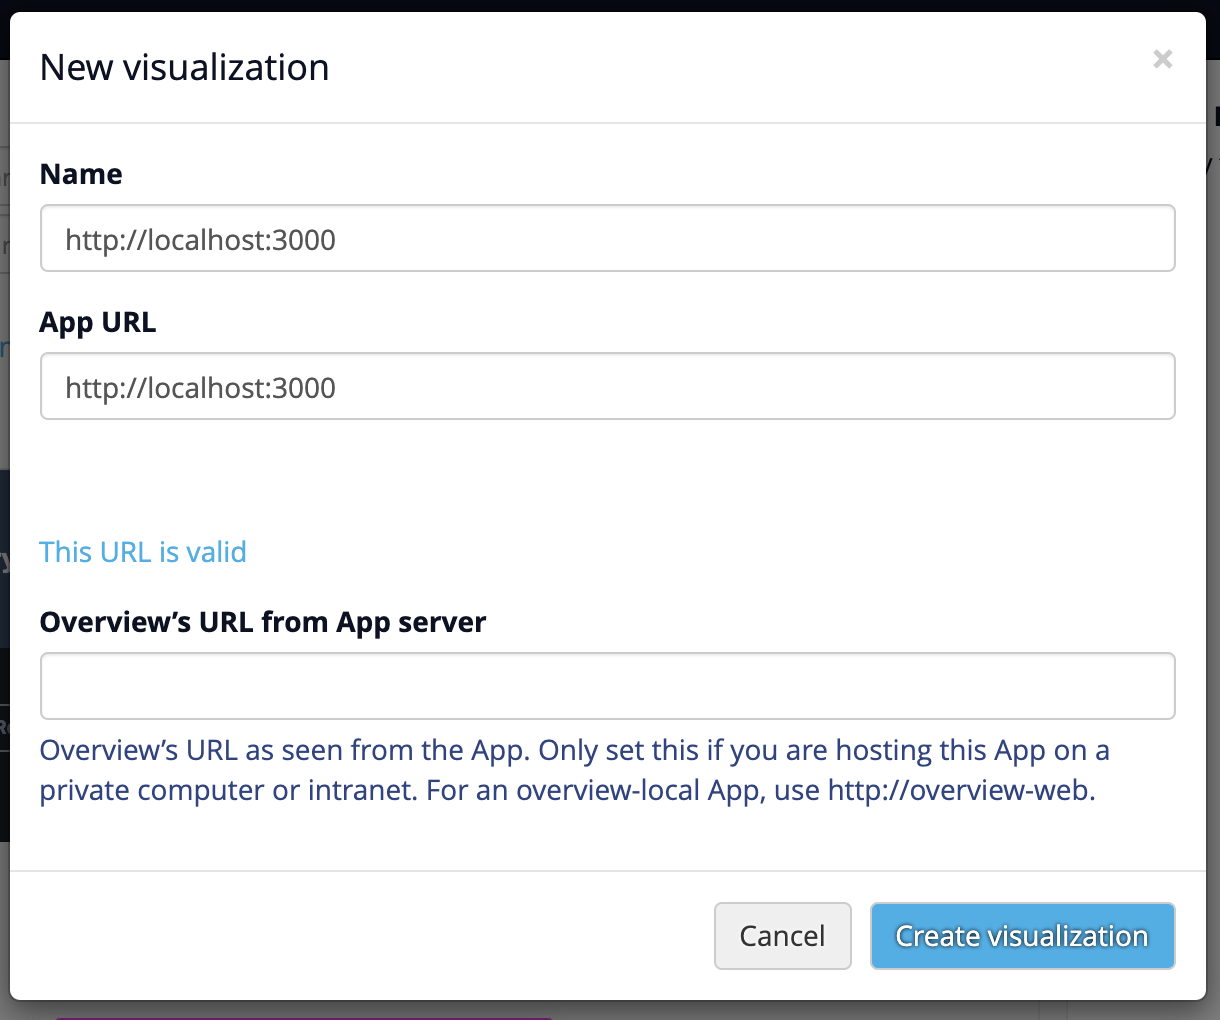 New visualization
×
Name
http://localhost:3000
App URL
http://localhost:3000
This URL is valid
Overview’s URL from App server
Overview’s URL as seen from the App. Only set this if you are hosting this App on a
private computer or intranet. For an overview-local App, use http://overview-web.
Cancel
Create visualization